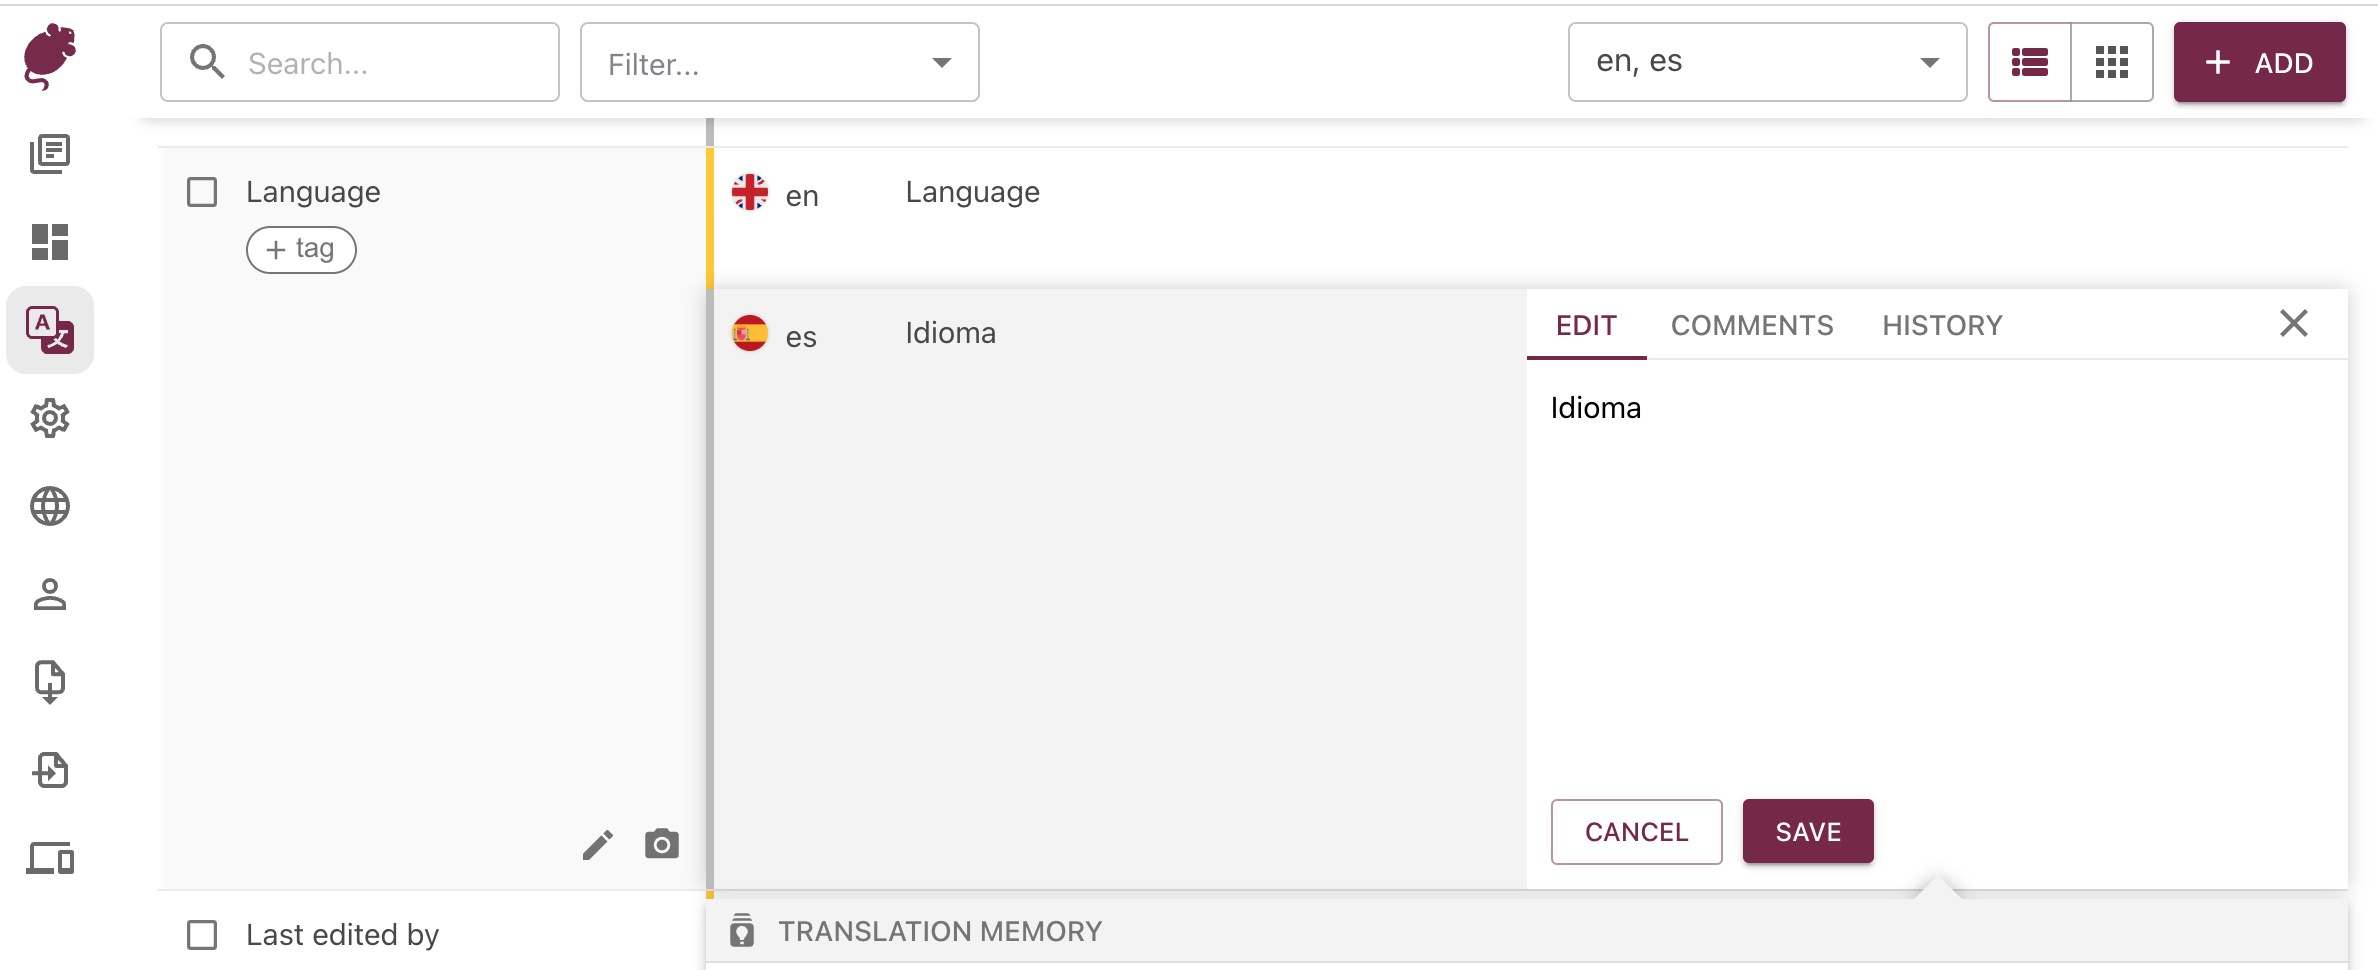 Search...
Filter...
en, es
+ ADD
Language
+ tag
en
Language
es
Idioma
EDIT
COMMENTS
HISTORY
Idioma
CANCEL
SAVE
Last edited by
TRANSLATION MEMORY